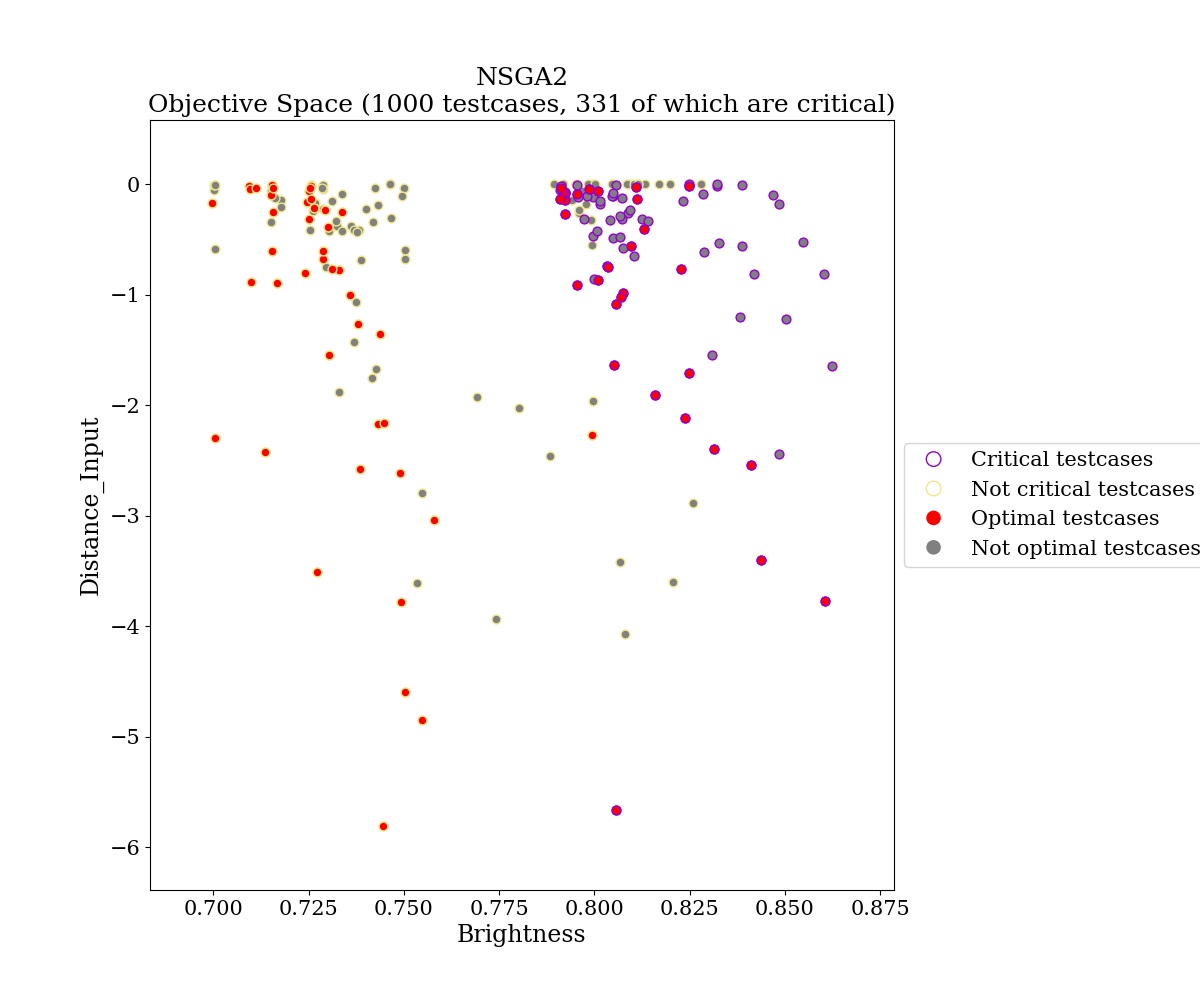 NSGA2
Objective Space (1000 testcases, 331 of which are critical)
0
−1
−2
−3
−4
−5
−6
Distance_Input
0.700 0.725 0.750 0.775 0.800 0.825 0.850 0.875
Brightness
Critical testcases
Not critical testcases
Optimal testcases
Not optimal testcases